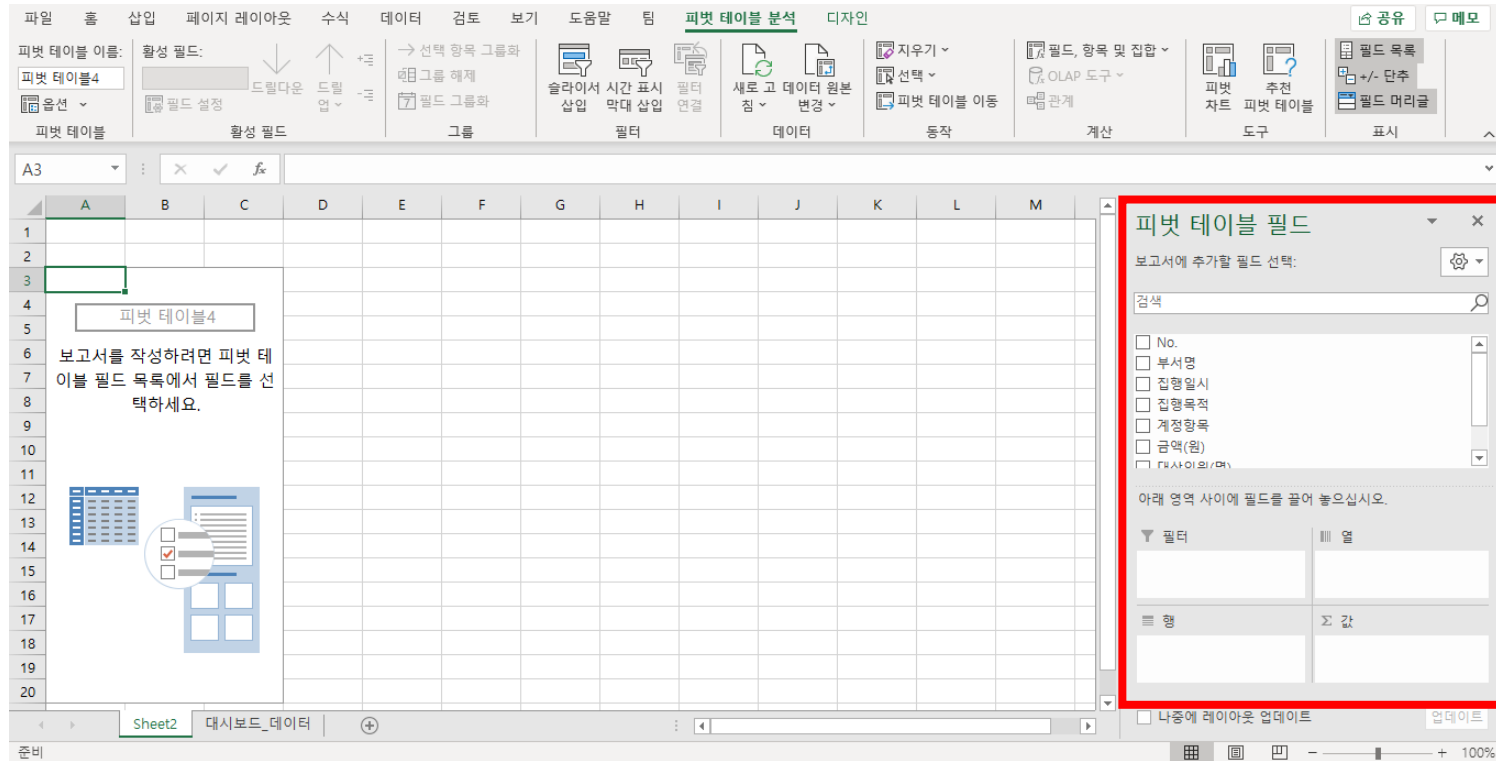 파일 홈 삽입 페이지 레이아웃 수식 데이터 검토 보기 도움말 팀 피벗 테이블 분석 디자인 공유 메모
피벗 테이블 이름:
피벗 테이블4
옵션
피벗 테이블
활성 필드:
필드 설정
드릴다운
드릴업
활성 필드
선택 항목 그룹화
그룹 해제
필드 그룹화
그룹
슬라이서
삽입
시간 표시
막대 삽입
필터
연결
필터
새로 고
침
데이터 원본
변경
데이터
지우기
선택
피벗 테이블 이동
동작
필드, 항목 및 집합
OLAP 도구
관계
계산
피벗
차트
추천
피벗 테이블
도구
필드 목록
+/- 단추
필드 머리글
표시
A3
fx
A B C D E F G H I J K L M
1
2
3
4
5
6
7
8
9
10
11
12
13
14
15
16
17
18
19
20
피벗 테이블4
보고서를 작성하려면 피벗 테
이블 필드 목록에서 필드를 선
택하세요.
피벗 테이블 필드
보고서에 추가할 필드 선택:
검색
No.
부서명
집행일시
집행목적
계정항목
금액(원)
대상인원(명)
아래 영역 사이에 필드를 끌어 놓으십시오.
필터
열
행
Σ 값
나중에 레이아웃 업데이트
업데이트
Sheet2 대시보드_데이터
준비
100%